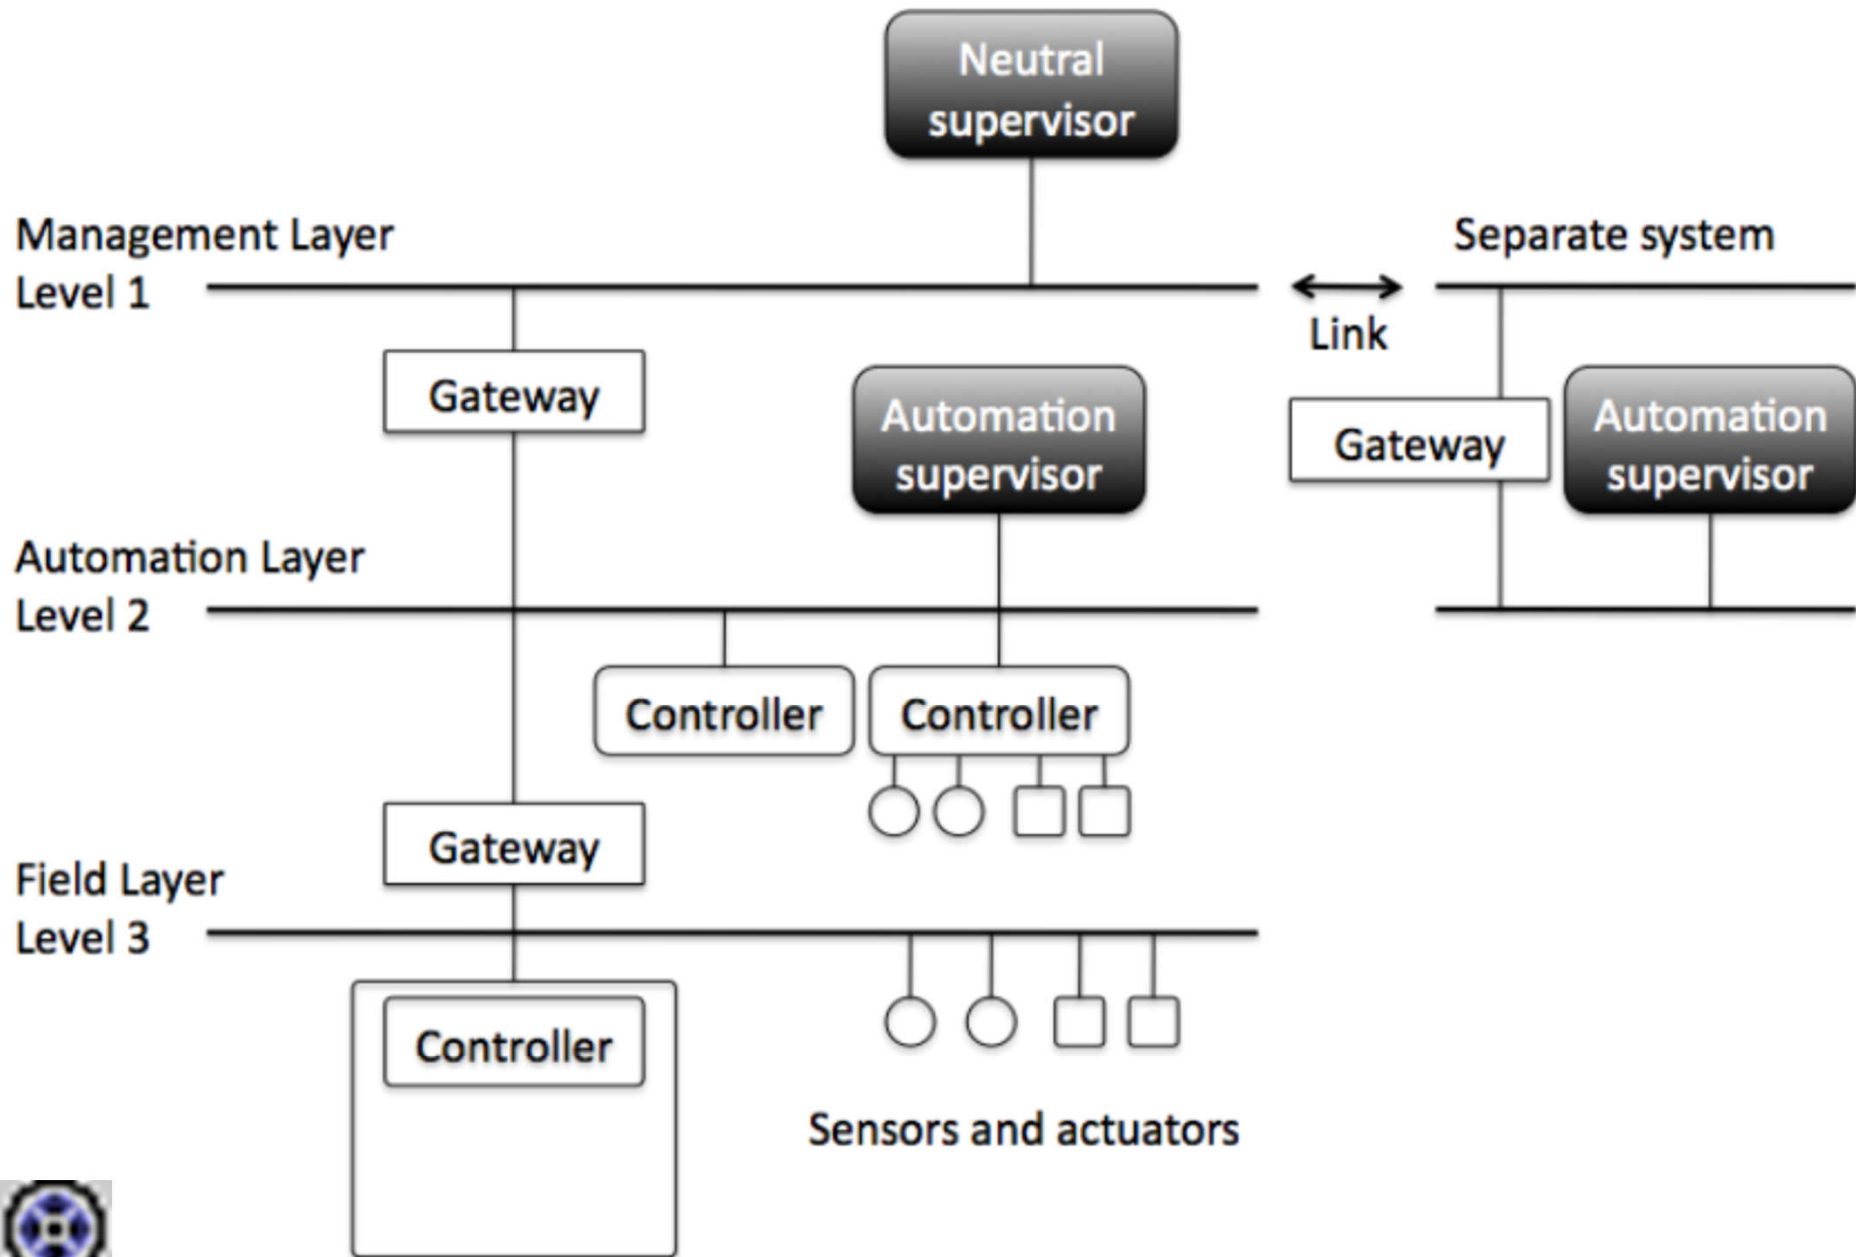 Neutral
supervisor
Management Layer
Level 1
Separate system
Link
Gateway
Automation
supervisor
Gateway
Automation
supervisor
Automation Layer
Level 2
Controller
Controller
Gateway
Field Layer
Level 3
Controller
Sensors and actuators